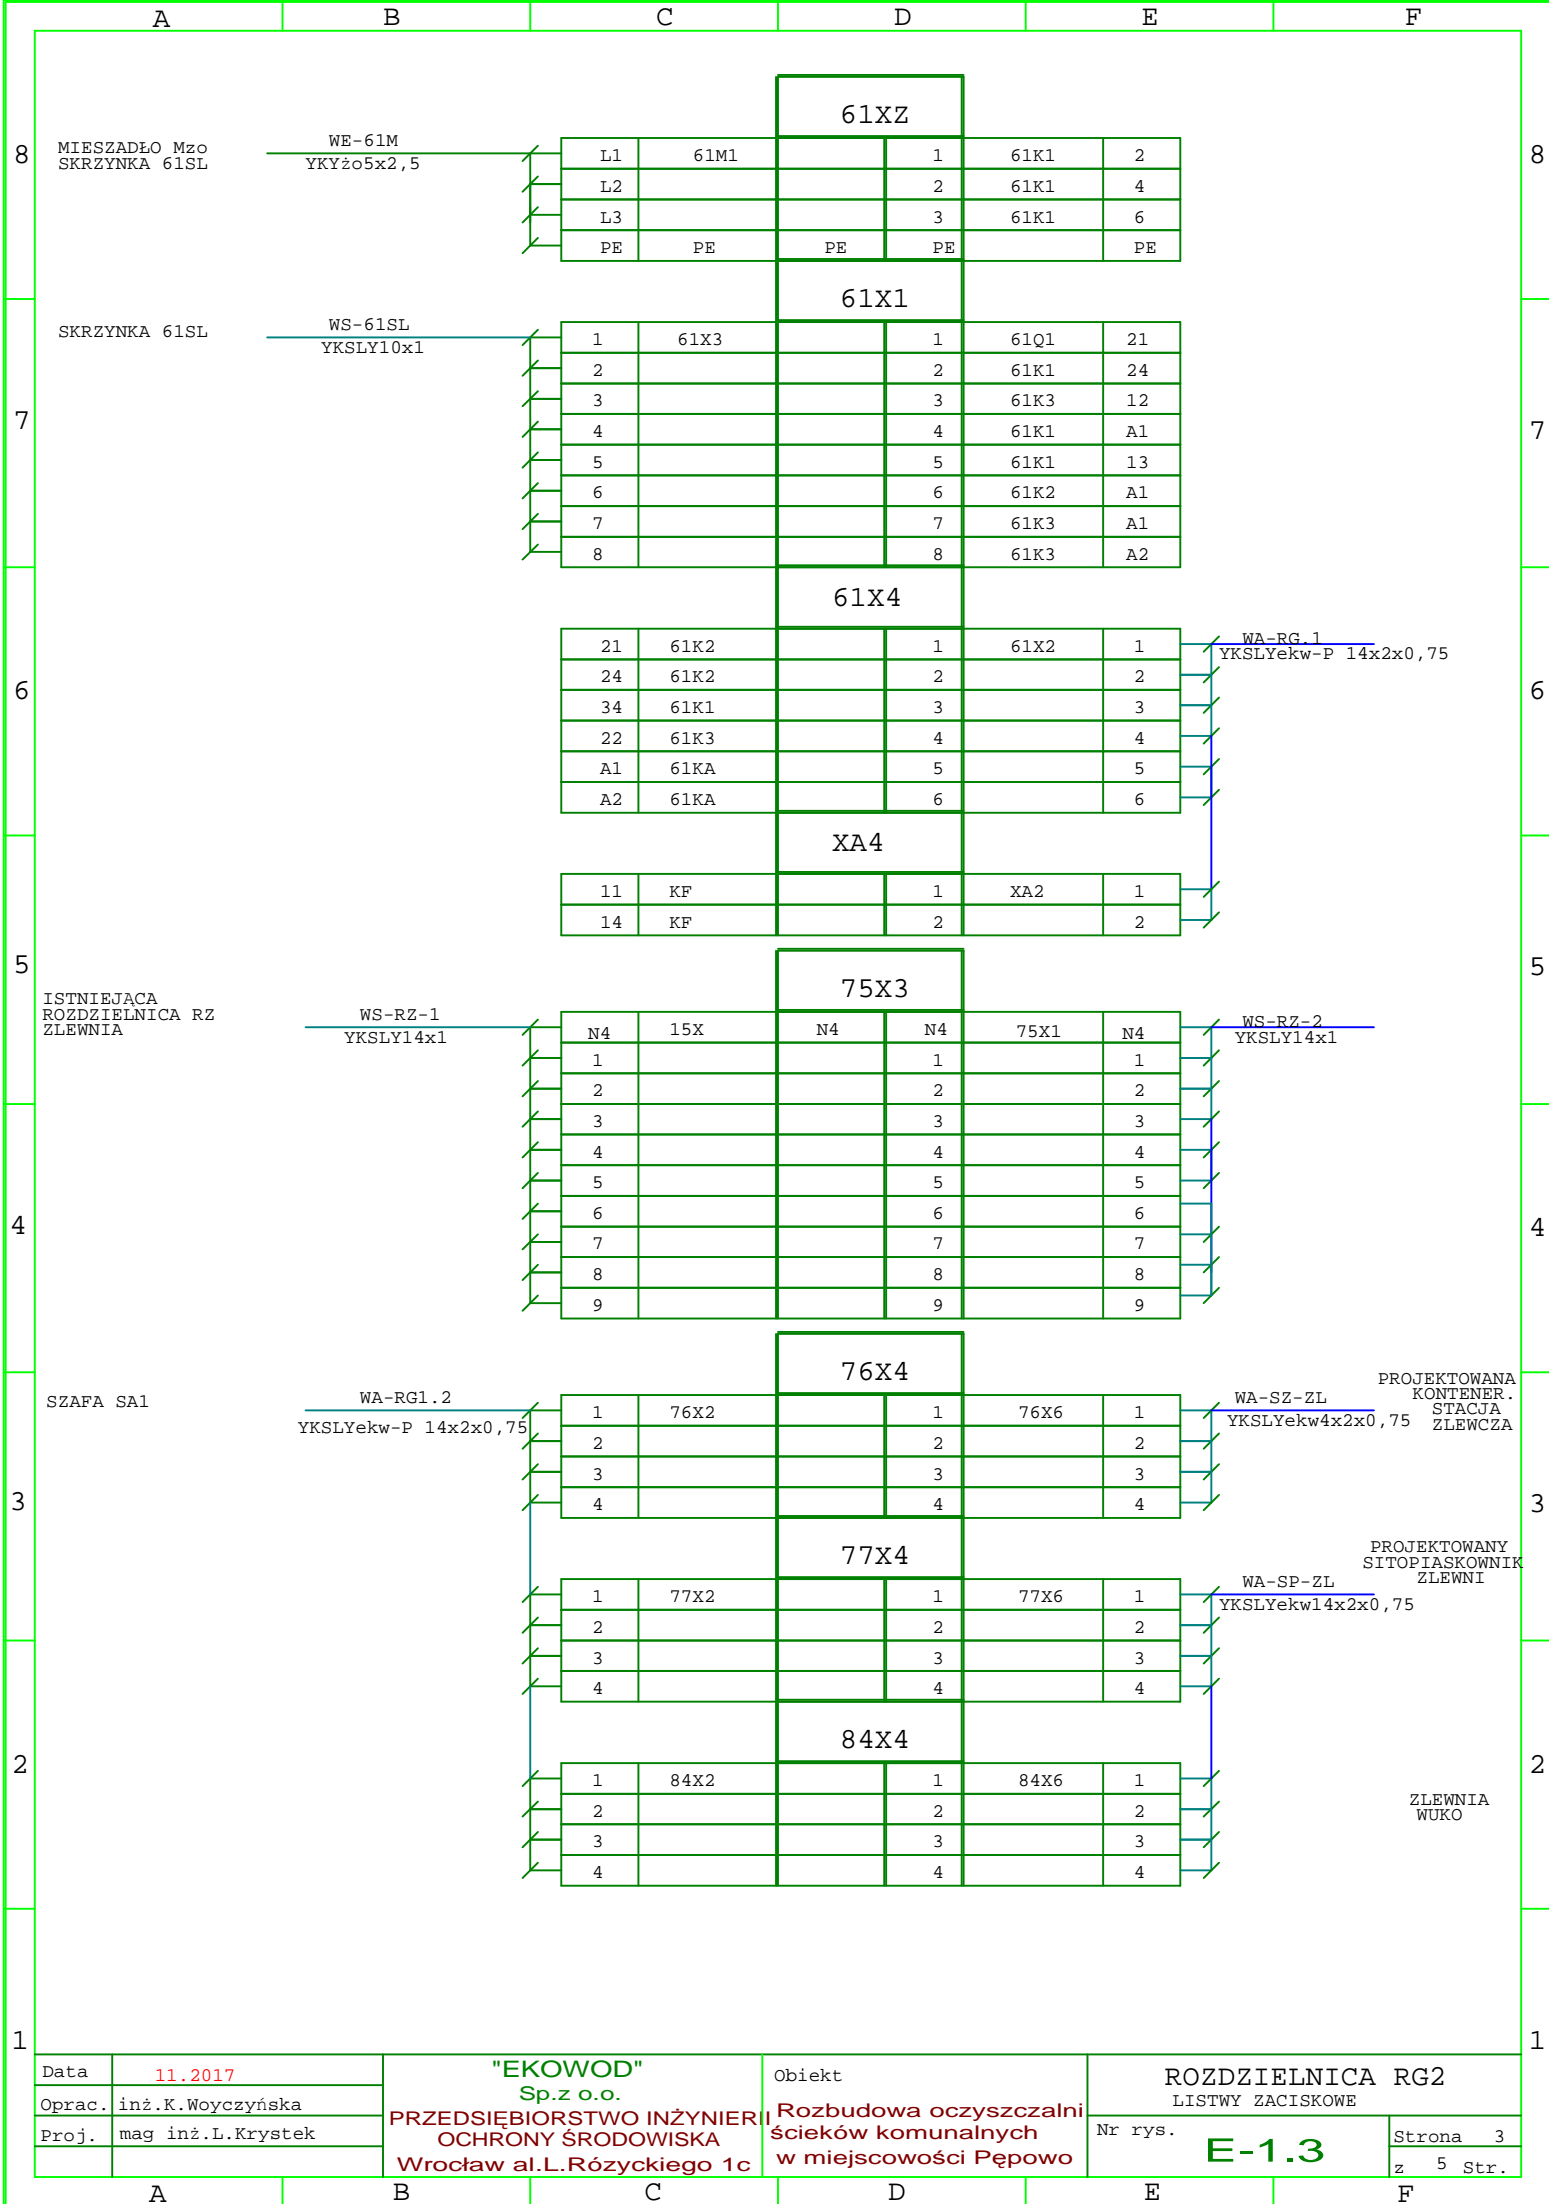 A B C D E F
61XZ
8 MIESZADŁO Mzo WE-61M 8
SKRZYNKA 61SL YKYżo5x2,5
L1 61M1 1 61K1 2
L2 2 61K1 4
L3 3 61K1 6
PE PE PE PE PE
61X1
SKRZYNKA 61SL WS-61SL
YKSLY10x1
1 61X3 1 61Q1 21
2 2 61K1 24
3 3 61K3 12
7 7
4 4 61K1 A1
5 5 61K1 13
6 6 61K2 A1
7 7 61K3 A1
8 8 61K3 A2
61X4
WA-RG.1
YKSLYekw-P 14x2x0,75
21 61K2 1 61X2 1
24 61K2 2 2
6 6
34 61K1 3 3
22 61K3 4 4
A1 61KA 5 5
A2 61KA 6 6
XA4
11 KF 1 XA2 1
14 KF 2 2
5 5
75X3
ISTNIEJĄCA
ROZDZIELNICA RZ
ZLEWNIA
WS-RZ-1
YKSLY14x1
WS-RZ-2
YKSLY14x1
N4 15X N4 N4 75X1 N4
1 1 1
2 2 2
3 3 3
4 4 4
5 5 5
6 6 6
4 4
7 7 7
8 8 8
9 9 9
76X4
PROJEKTOWANA
KONTENER.
STACJA
ZLEWCZA
SZAFA SA1 WA-RG1.2
YKSLYekw-P 14x2x0,75
WA-SZ-ZL
YKSLYekw4x2x0,75
1 76X2 1 76X6 1
2 2 2
3 3 3
4 4 4
3 3
77X4
PROJEKTOWANY
SITOPIASKOWNIK
ZLEWNI
WA-SP-ZL
YKSLYekw14x2x0,75
1 77X2 1 77X6 1
2 2 2
3 3 3
4 4 4
84X4
2 2
1 84X2 1 84X6 1
2 2 2
3 3 3
4 4 4
ZLEWNIA
WUKO
1 1
Data 11.2017
Oprac. inż.K.Woyczyńska
Proj. mag inż.L.Krystek
"EKOWOD"
Sp.z o.o.
PRZEDSIĘBIORSTWO INŻYNIERII
OCHRONY ŚRODOWISKA
Wrocław al.L.Rózyckiego 1c
Obiekt
Rozbudowa oczyszczalni
ścieków komunalnych
w miejscowości Pępowo
ROZDZIELNICA RG2
LISTWY ZACISKOWE
Nr rys.
E-1.3
Strona 3
z 5 Str.
A B C D E F